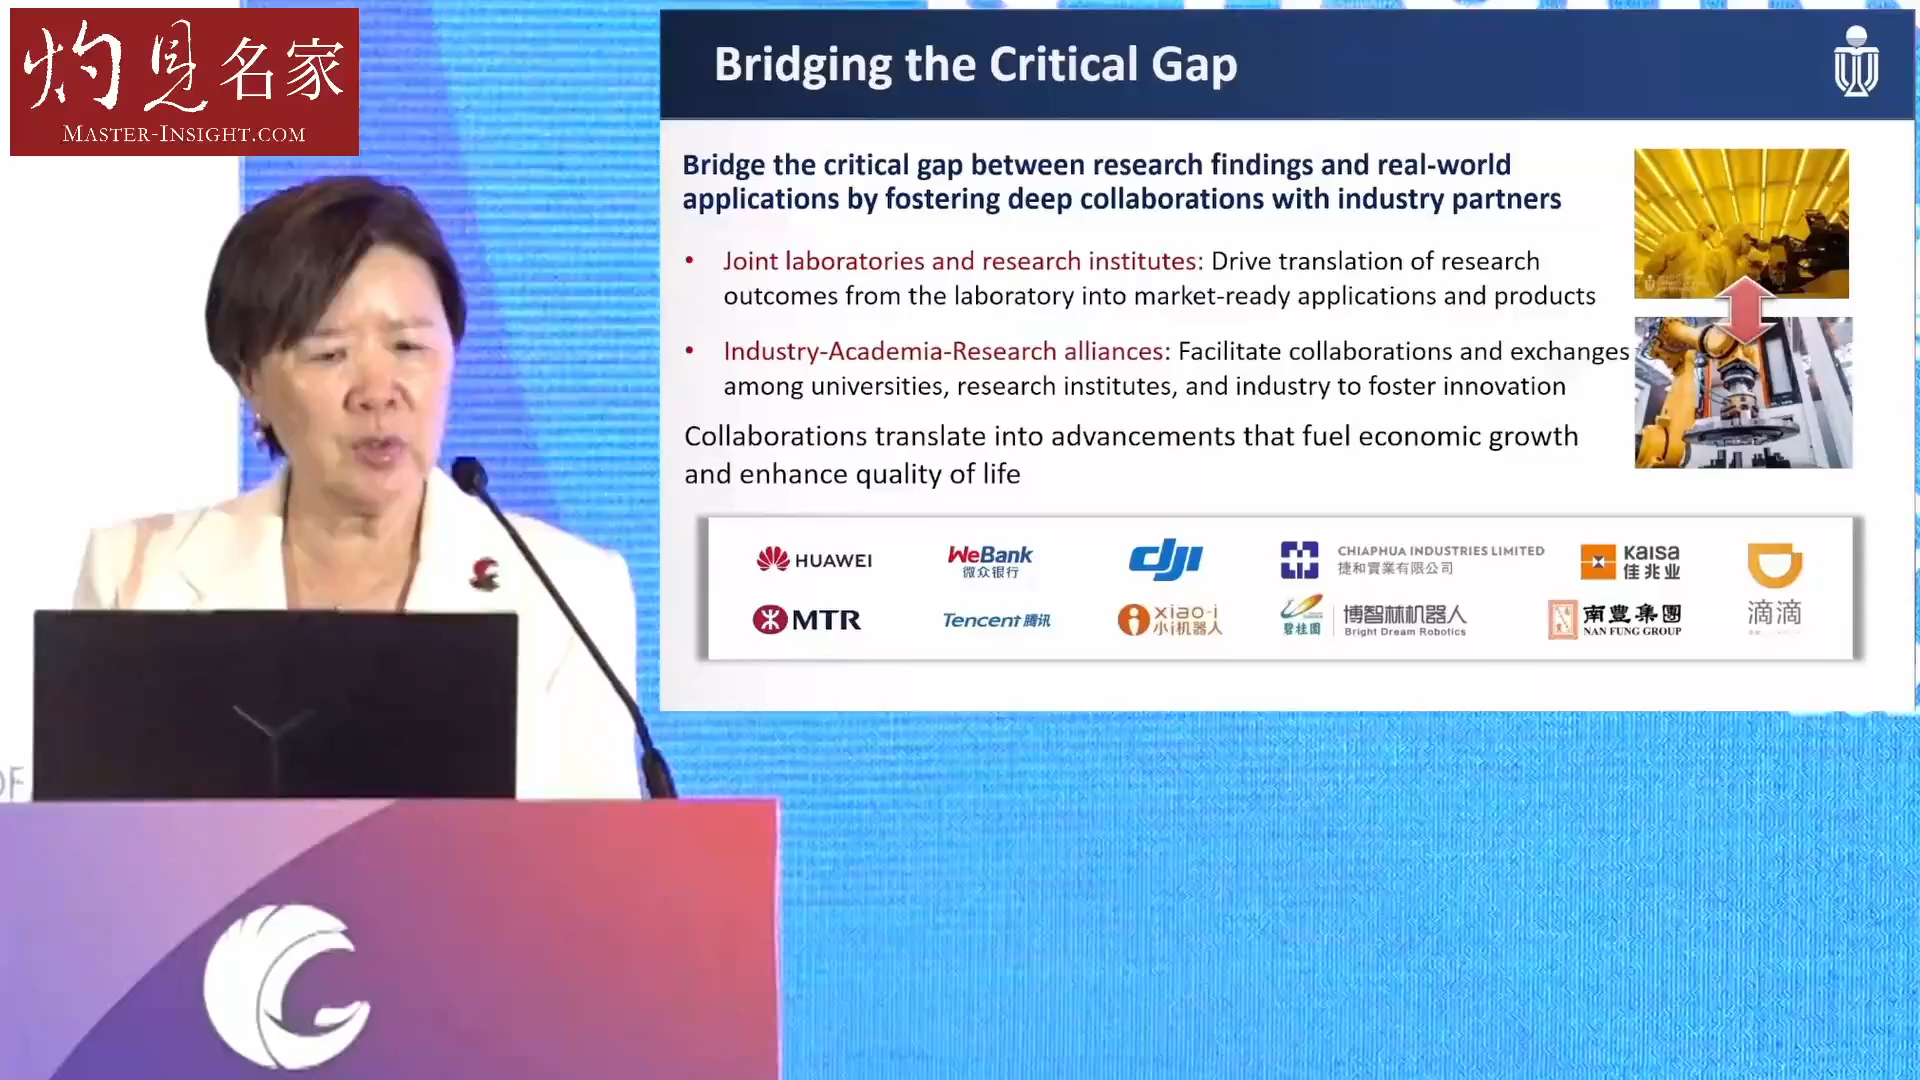 灼見名家
MASTER-INSIGHT.COM
Bridging the Critical Gap
Bridge the critical gap between research findings and real-world
applications by fostering deep collaborations with industry partners
• Joint laboratories and research institutes: Drive translation of research
outcomes from the laboratory into market-ready applications and products
• Industry-Academia-Research alliances: Facilitate collaborations and exchanges
among universities, research institutes, and industry to foster innovation
Collaborations translate into advancements that fuel economic growth
and enhance quality of life
HUAWEI
WeBank
微众银行
dji
CHIAPHUA INDUSTRIES LIMITED
捷和實業有限公司
KAISA
佳兆业
MTR
Tencent 腾讯
xiao-i
小i机器人
碧桂園
博智林机器人
Bright Dream Robotics
南豐集團
NAN FUNG GROUP
滴滴
OF